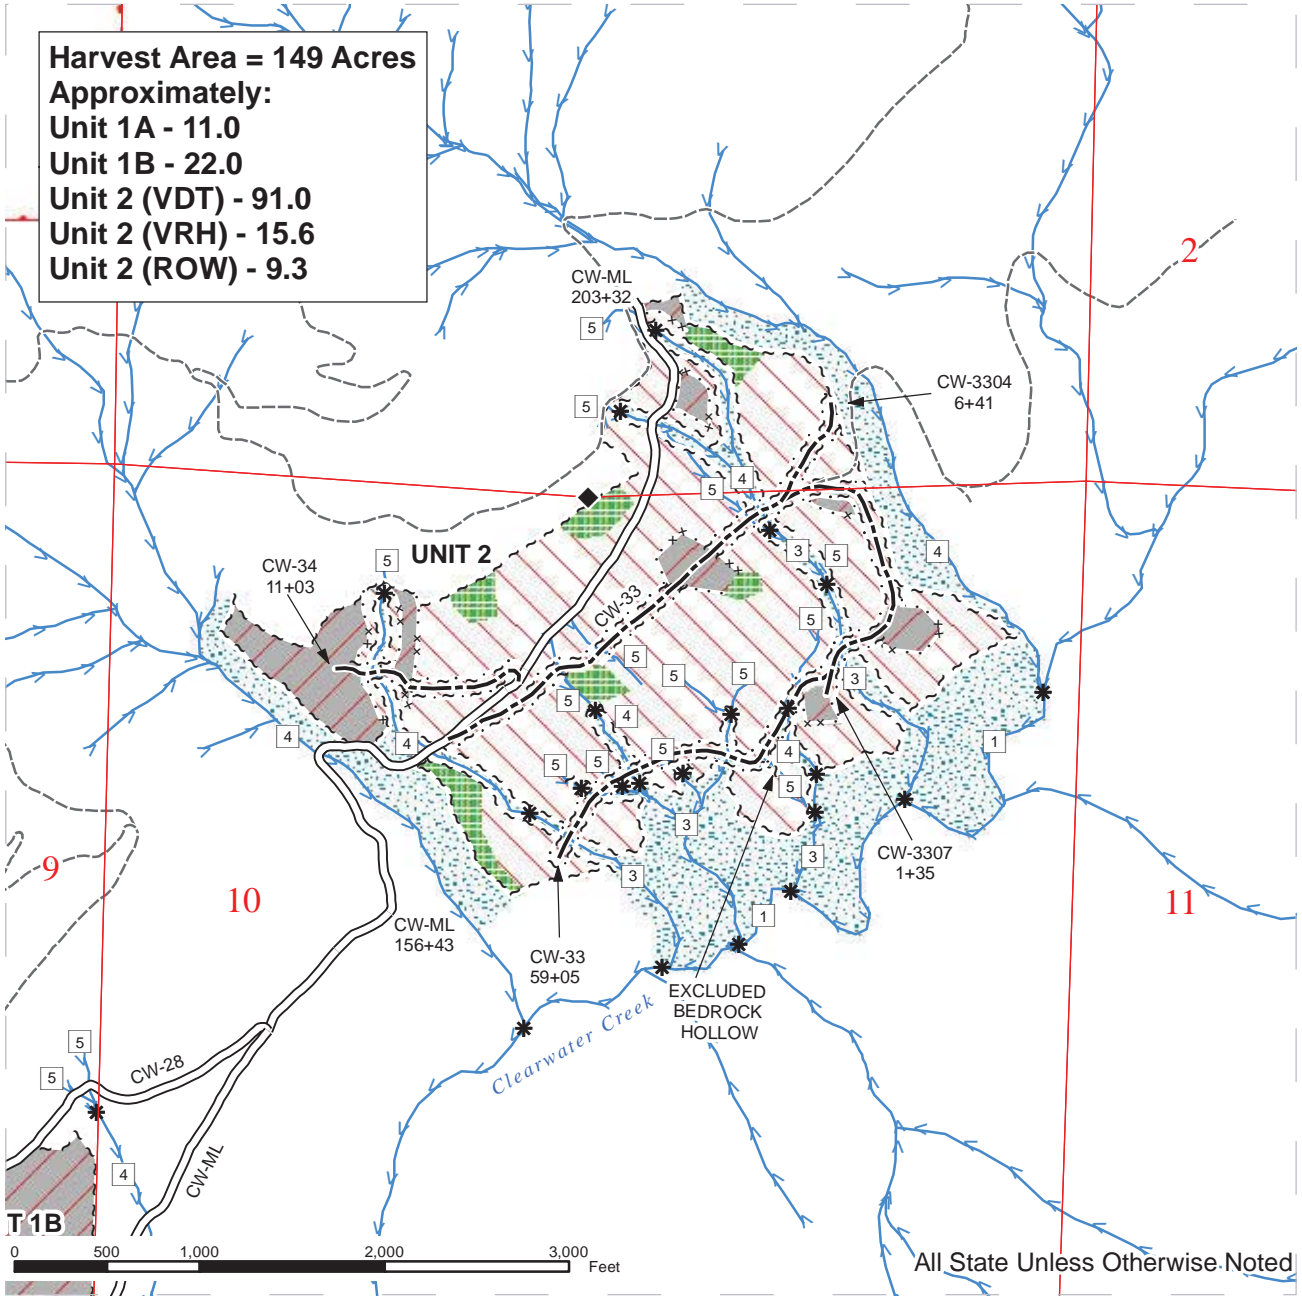 Harvest Area = 149 Acres
Approximately:
Unit 1A - 11.0
Unit 1B - 22.0
Unit 2 (VDT) - 91.0
Unit 2 (VRH) - 15.6
Unit 2 (ROW) - 9.3
2
CW-ML
203+32
5
CW-3304
6+41
5
5
4
UNIT 2
5
CW-34
11+03
3
5
4
CW-33
5
5
5
5
3
5
4
4
4
1
5
5
5
4
5
3
3
3
CW-3307
1+35
9
10
11
CW-ML
156+43
1
CW-33
59+05
EXCLUDED
BEDROCK
HOLLOW
Clearwater Creek
5
5
CW-28
4
CW-ML
T 1B
0 500 1,000 2,000 3,000
Feet
All State Unless Otherwise Noted